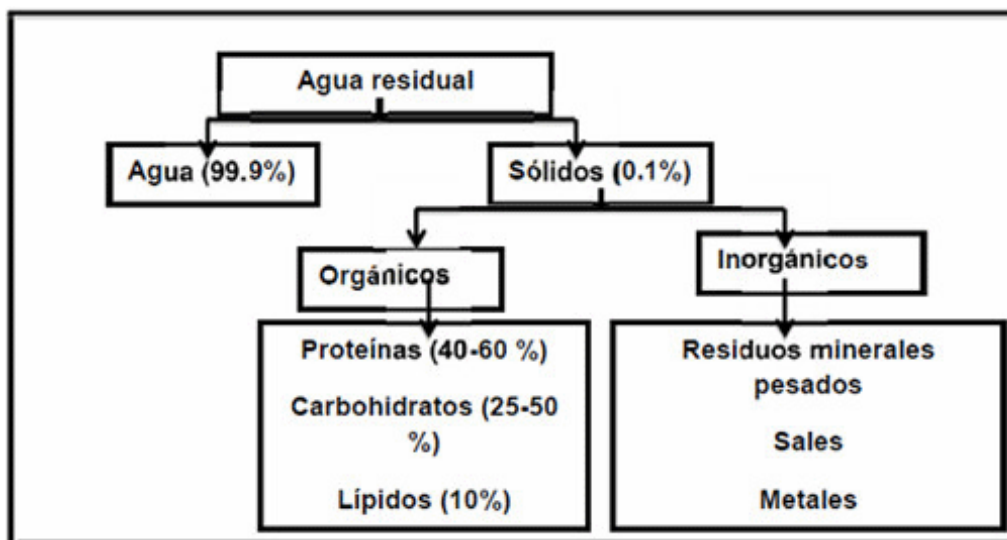 Agua residual
Agua (99.9%)
Sólidos (0.1%)
Orgánicos
Inorgánicos
Proteínas (40-60 %)
Carbohidratos (25-50
%)
Lípidos (10%)
Residuos minerales
pesados
Sales
Metales